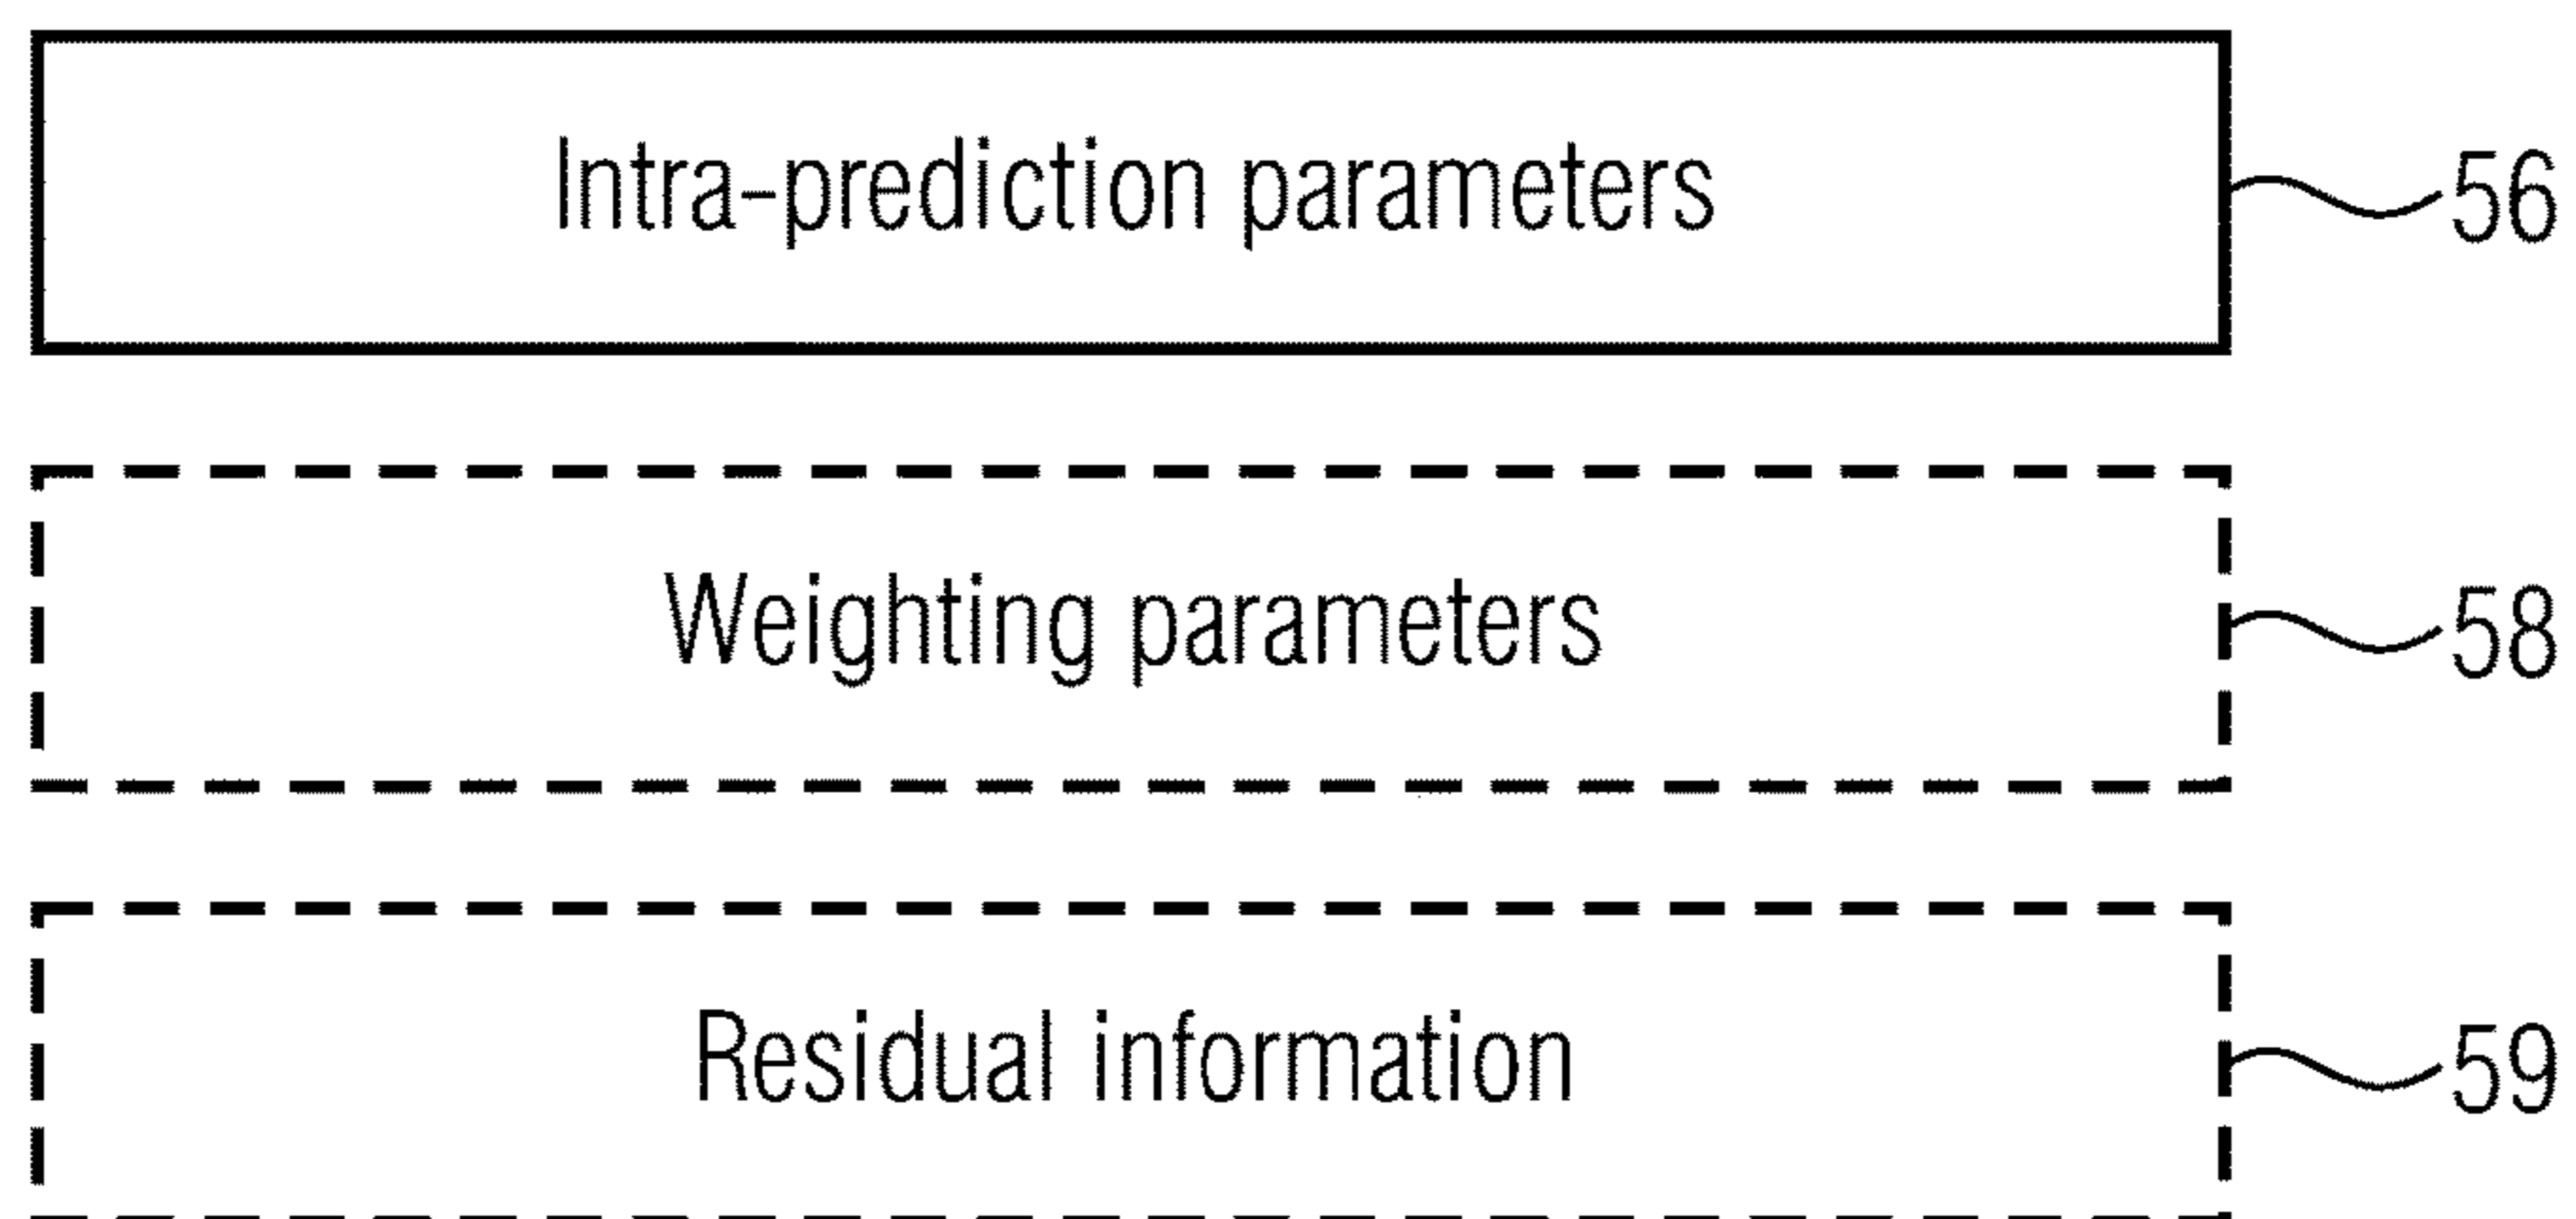 Intra-prediction parameters 56
Weighting parameters 58
Residual information 59